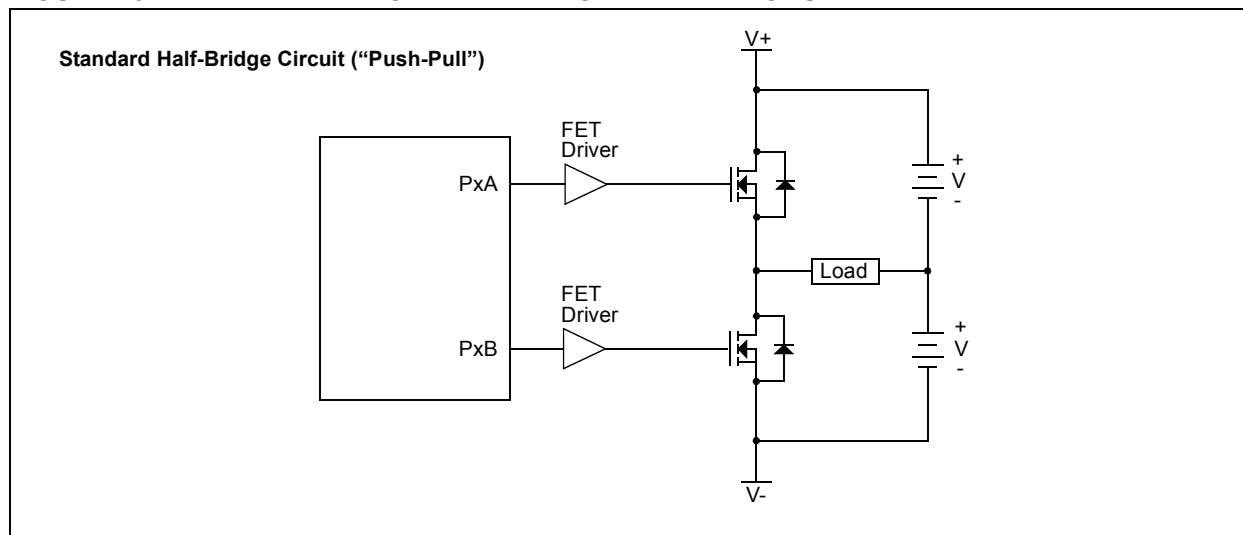 Standard Half-Bridge Circuit (“Push-Pull”)
V+
FET
Driver
PxA
+
V
-
Load
FET
Driver
PxB
+
V
-
V-